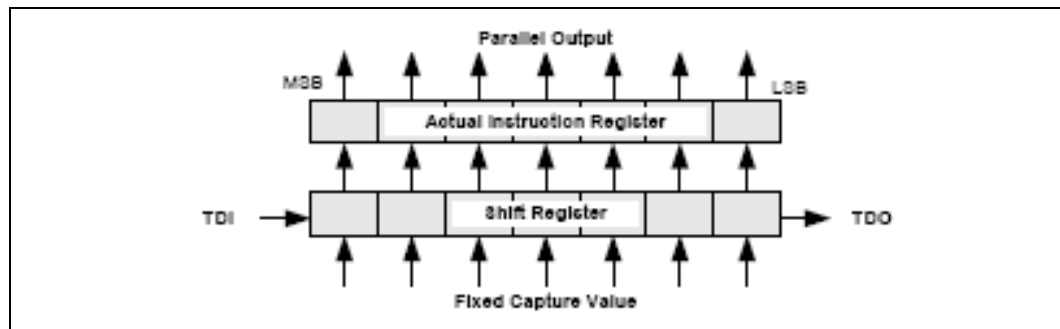 Parallel Output
MSB
LSB
Actual Instruction Register
TDI
Shift Register
TDO
Fixed Capture Value